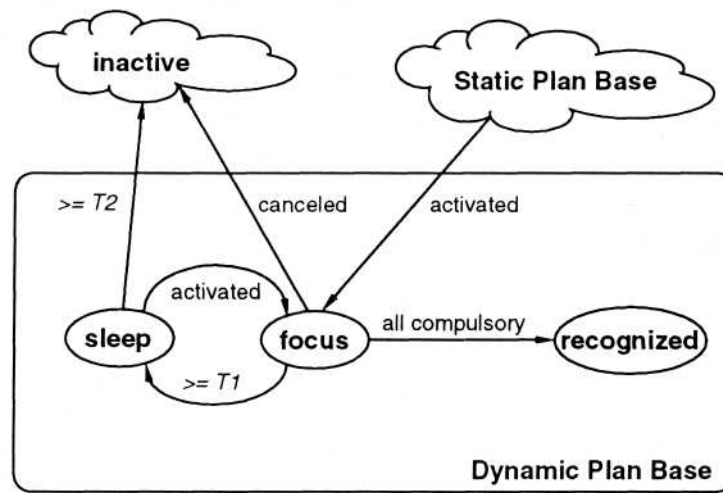 inactive
Static Plan Base
>= T2
canceled
activated
activated
sleep
focus
all compulsory
recognized
>= T1
Dynamic Plan Base